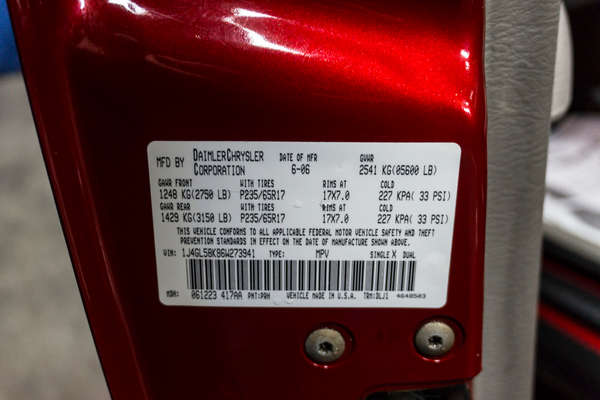 MFD BY DAIMLERCHRYSLER CORPORATION DATE OF MFR 6-06 GVWR 2541 KG(05600 LB)
GAWR FRONT WITH TIRES RIMS AT COLD
1248 KG(2750 LB) P235/65R17 17X7.0 227 KPA( 33 PSI)
GAWR REAR WITH TIRES RIMS AT COLD
1429 KG(3150 LB) P235/65R17 17X7.0 227 KPA( 33 PSI)
THIS VEHICLE CONFORMS TO ALL APPLICABLE FEDERAL MOTOR VEHICLE SAFETY AND THEFT
PREVENTION STANDARDS IN EFFECT ON THE DATE OF MANUFACTURE SHOWN ABOVE.
VIN: 1J4GL58K86W273941 TYPE: MPV SINGLE X DUAL
MDH: 061223 417AA PNT:PRH VEHICLE MADE IN U.S.A. TRM:DLJ1 4648503